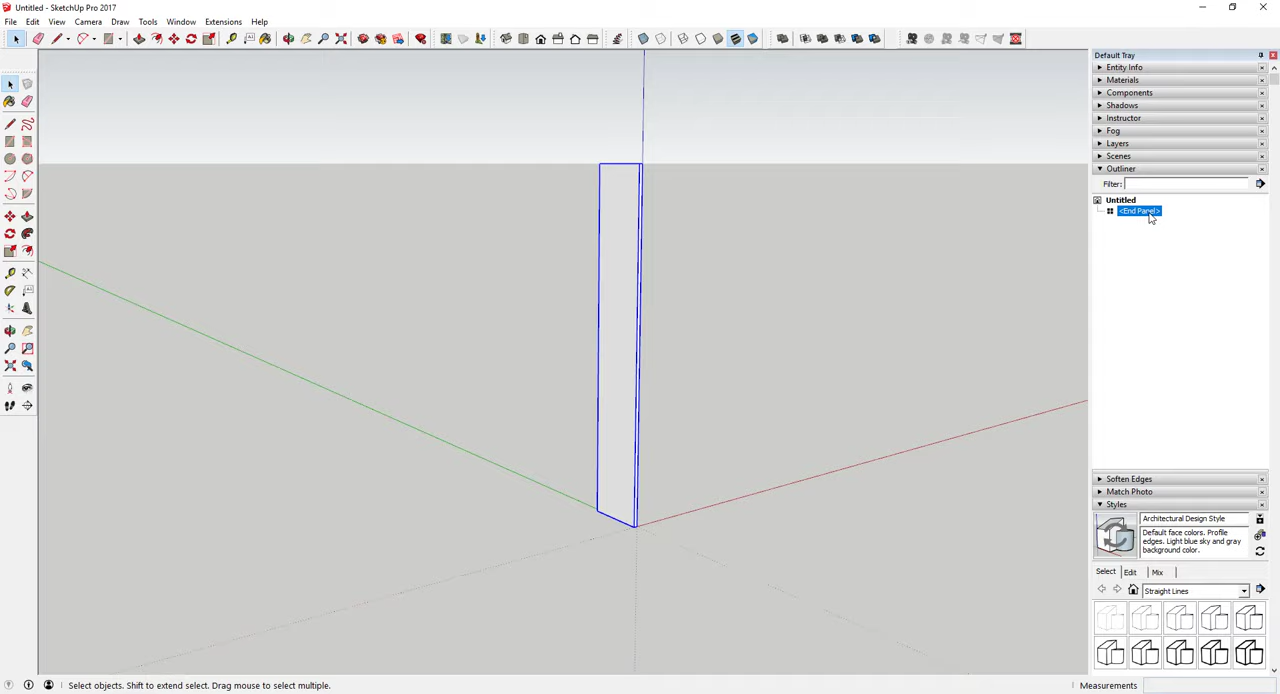 Untitled - SketchUp Pro 2017
File Edit View Camera Draw Tools Window Extensions Help
Default Tray
Entity Info
Materials
Components
Shadows
Instructor
Fog
Layers
Scenes
Outliner
Filter:
Untitled
<End Panel>
Soften Edges
Match Photo
Styles
Architectural Design Style
Default face colors. Profile
edges. Light blue sky and gray
background color.
Select Edit Mix
Straight Lines
Select objects. Shift to extend select. Drag mouse to select multiple.
Measurements